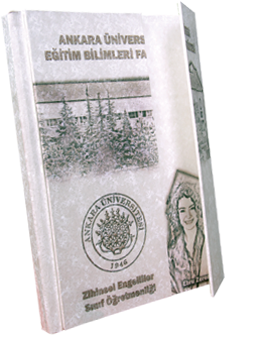 ANKARA ÜNİVERS
EĞİTİM BİLİMLERİ FA
ANKARA ÜNİVERSİTESİ
1946
Zihinsel Engelliler
Sınıf Öğretmenliği